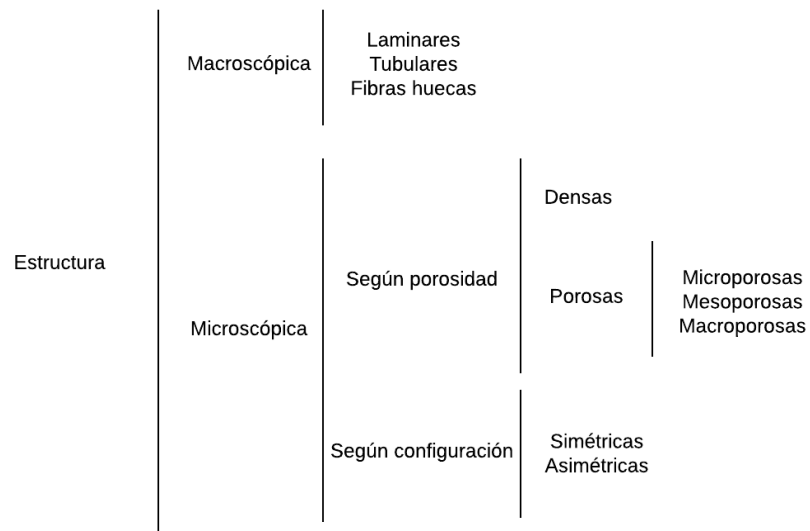 Estructura
Macroscópica
Laminares
Tubulares
Fibras huecas
Microscópica
Según porosidad
Densas
Porosas
Microporosas
Mesoporosas
Macroporosas
Según configuración
Simétricas
Asimétricas